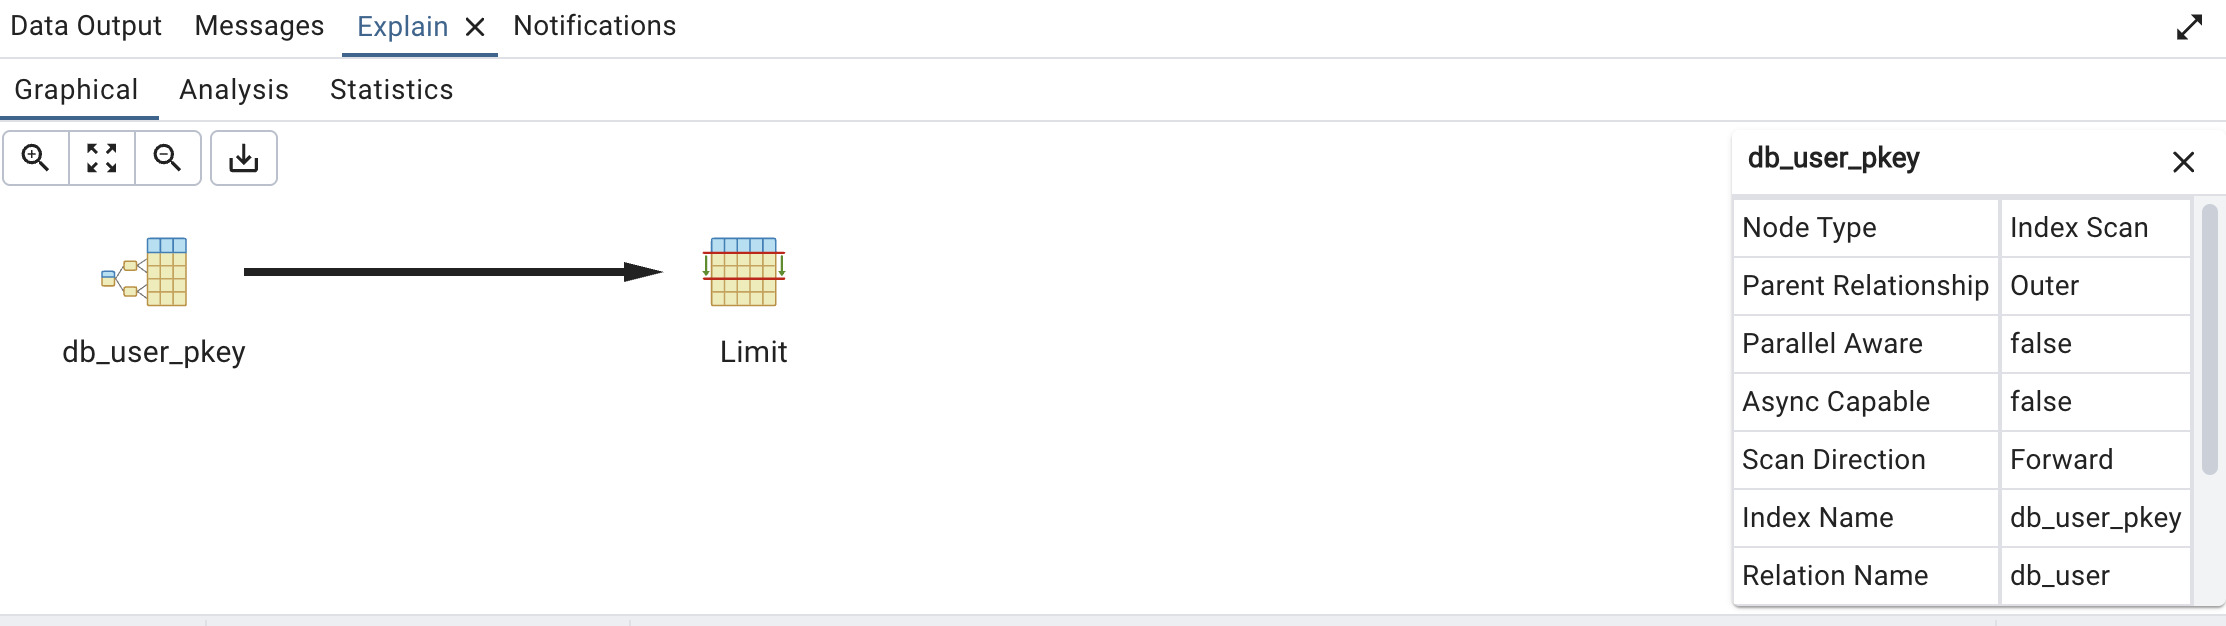 Data Output Messages Explain Notifications
Graphical Analysis Statistics
db_user_pkey
Node Type Index Scan
Parent Relationship Outer
Parallel Aware false
Async Capable false
Scan Direction Forward
Index Name db_user_pkey
Relation Name db_user
db_user_pkey
Limit